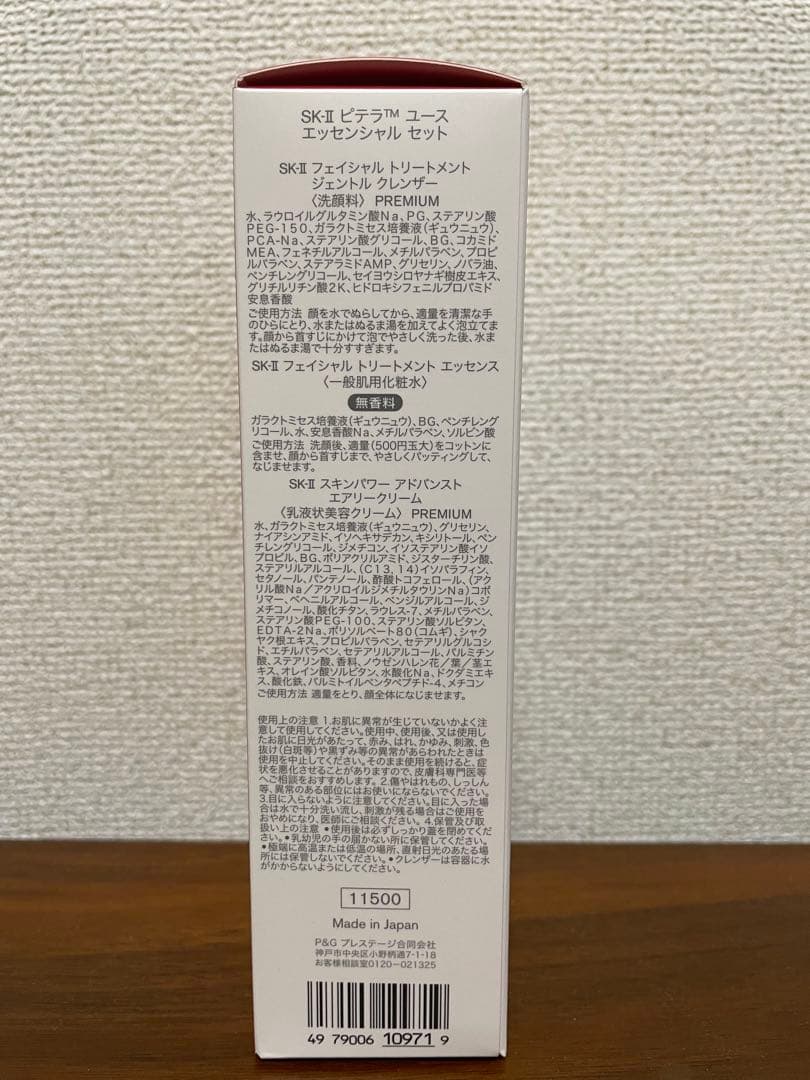 SK-II ピテラ™ ユース
エッセンシャル セット
SK-II フェイシャル トリートメント
ジェントル クレンザー
〈洗顔料〉 PREMIUM
水、ラウロイルグルタミン酸Na、PG、ステアリン酸
PEG-150、ガラクトミセス培養液(ギュウニュウ)、
PCA-Na、ステアリン酸グリコール、BG、コカミド
MEA、フェネチルアルコール、メチルパラベン、プロピ
ルパラベン、ステアラミドAMP、グリセリン、ノバラ油、
ペンチレングリコール、セイヨウシロヤナギ樹皮エキス、
グリチルリチン酸2K、ヒドロキシフェニルプロパミド
安息香酸
ご使用方法 顔を水でぬらしてから、適量を清潔な手
のひらにとり、水またはぬるま湯を加えてよく泡立てま
す。顔から首すじにかけて泡でやさしく洗った後、水ま
たはぬるま湯で十分すすぎます。
SK-II フェイシャル トリートメント エッセンス
〈一般肌用化粧水〉
無香料
ガラクトミセス培養液(ギュウニュウ)、BG、ペンチレング
リコール、水、安息香酸Na、メチルパラベン、ソルビン酸
ご使用方法 洗顔後、適量(500円玉大)をコットンに
含ませ、顔から首すじまで、やさしくパッティングして、
なじませます。
SK-II スキンパワー アドバンスト
エアリークリーム
〈乳液状美容クリーム〉 PREMIUM
水、ガラクトミセス培養液(ギュウニュウ)、グリセリン、
ナイアシンアミド、イソヘキサデカン、キシリトール、ペン
チレングリコール、ジメチコン、イソステアリン酸イソ
プロピル、BG、ポリアクリルアミド、ジスターチリン酸、
ステアリルアルコール、(C13,14)イソパラフィン、
セタノール、パンテノール、酢酸トコフェロール、(アク
リル酸Na/アクリロイルジメチルタウリンNa)コポ
リマー、ベヘニルアルコール、ベンジルアルコール、ジ
メチコノール、酸化チタン、ラウレス-7、メチルパラベン、
ステアリン酸PEG-100、ステアリン酸ソルビタン、
EDTA-2Na、ポリソルベート80(コムギ)、シャク
ヤク根エキス、プロピルパラベン、セテアリルグルコシ
ド、エチルパラベン、セテアリルアルコール、パルミチン
酸、ステアリン酸、香料、ノウゼンハレン花/葉/茎エ
キス、オレイン酸ソルビタン、水酸化Na、ドクダミエキ
ス、酸化鉄、パルミトイルペンタペプチド-4、メチコン
ご使用方法 適量をとり、顔全体になじませます。
使用上の注意 1.お肌に異常が生じていないかよく注
意して使用してください。使用中、使用後、又は使用し
たお肌に日光があたって、赤み、はれ、かゆみ、刺激、色
抜け(白斑等)や黒ずみ等の異常があらわれたときは
使用を中止してください。そのまま使用を続けると、症
状を悪化させることがありますので、皮膚科専門医等
へご相談をおすすめします。2.傷やはれもの、しっしん
等、異常のある部位にはお使いにならないでください。
3.目に入らないように注意してください。目に入った場
合は水で十分洗い流し、刺激が残る場合はご使用を
おやめになり、医師にご相談ください。4.保管及び取
扱い上の注意 ●使用後は必ずしっかり蓋を閉めてくだ
さい。●乳幼児の手の届かない所に保管してください。
●極端に高温または低温の場所、直射日光のあたる場
所には保管しないでください。●クレンザーは容器に水
がかからないようにしてください。
11500
Made in Japan
P&G プレステージ合同会社
神戸市中央区小野柄通7-1-18
お客様相談室0120-021325
49 79006 10971 9